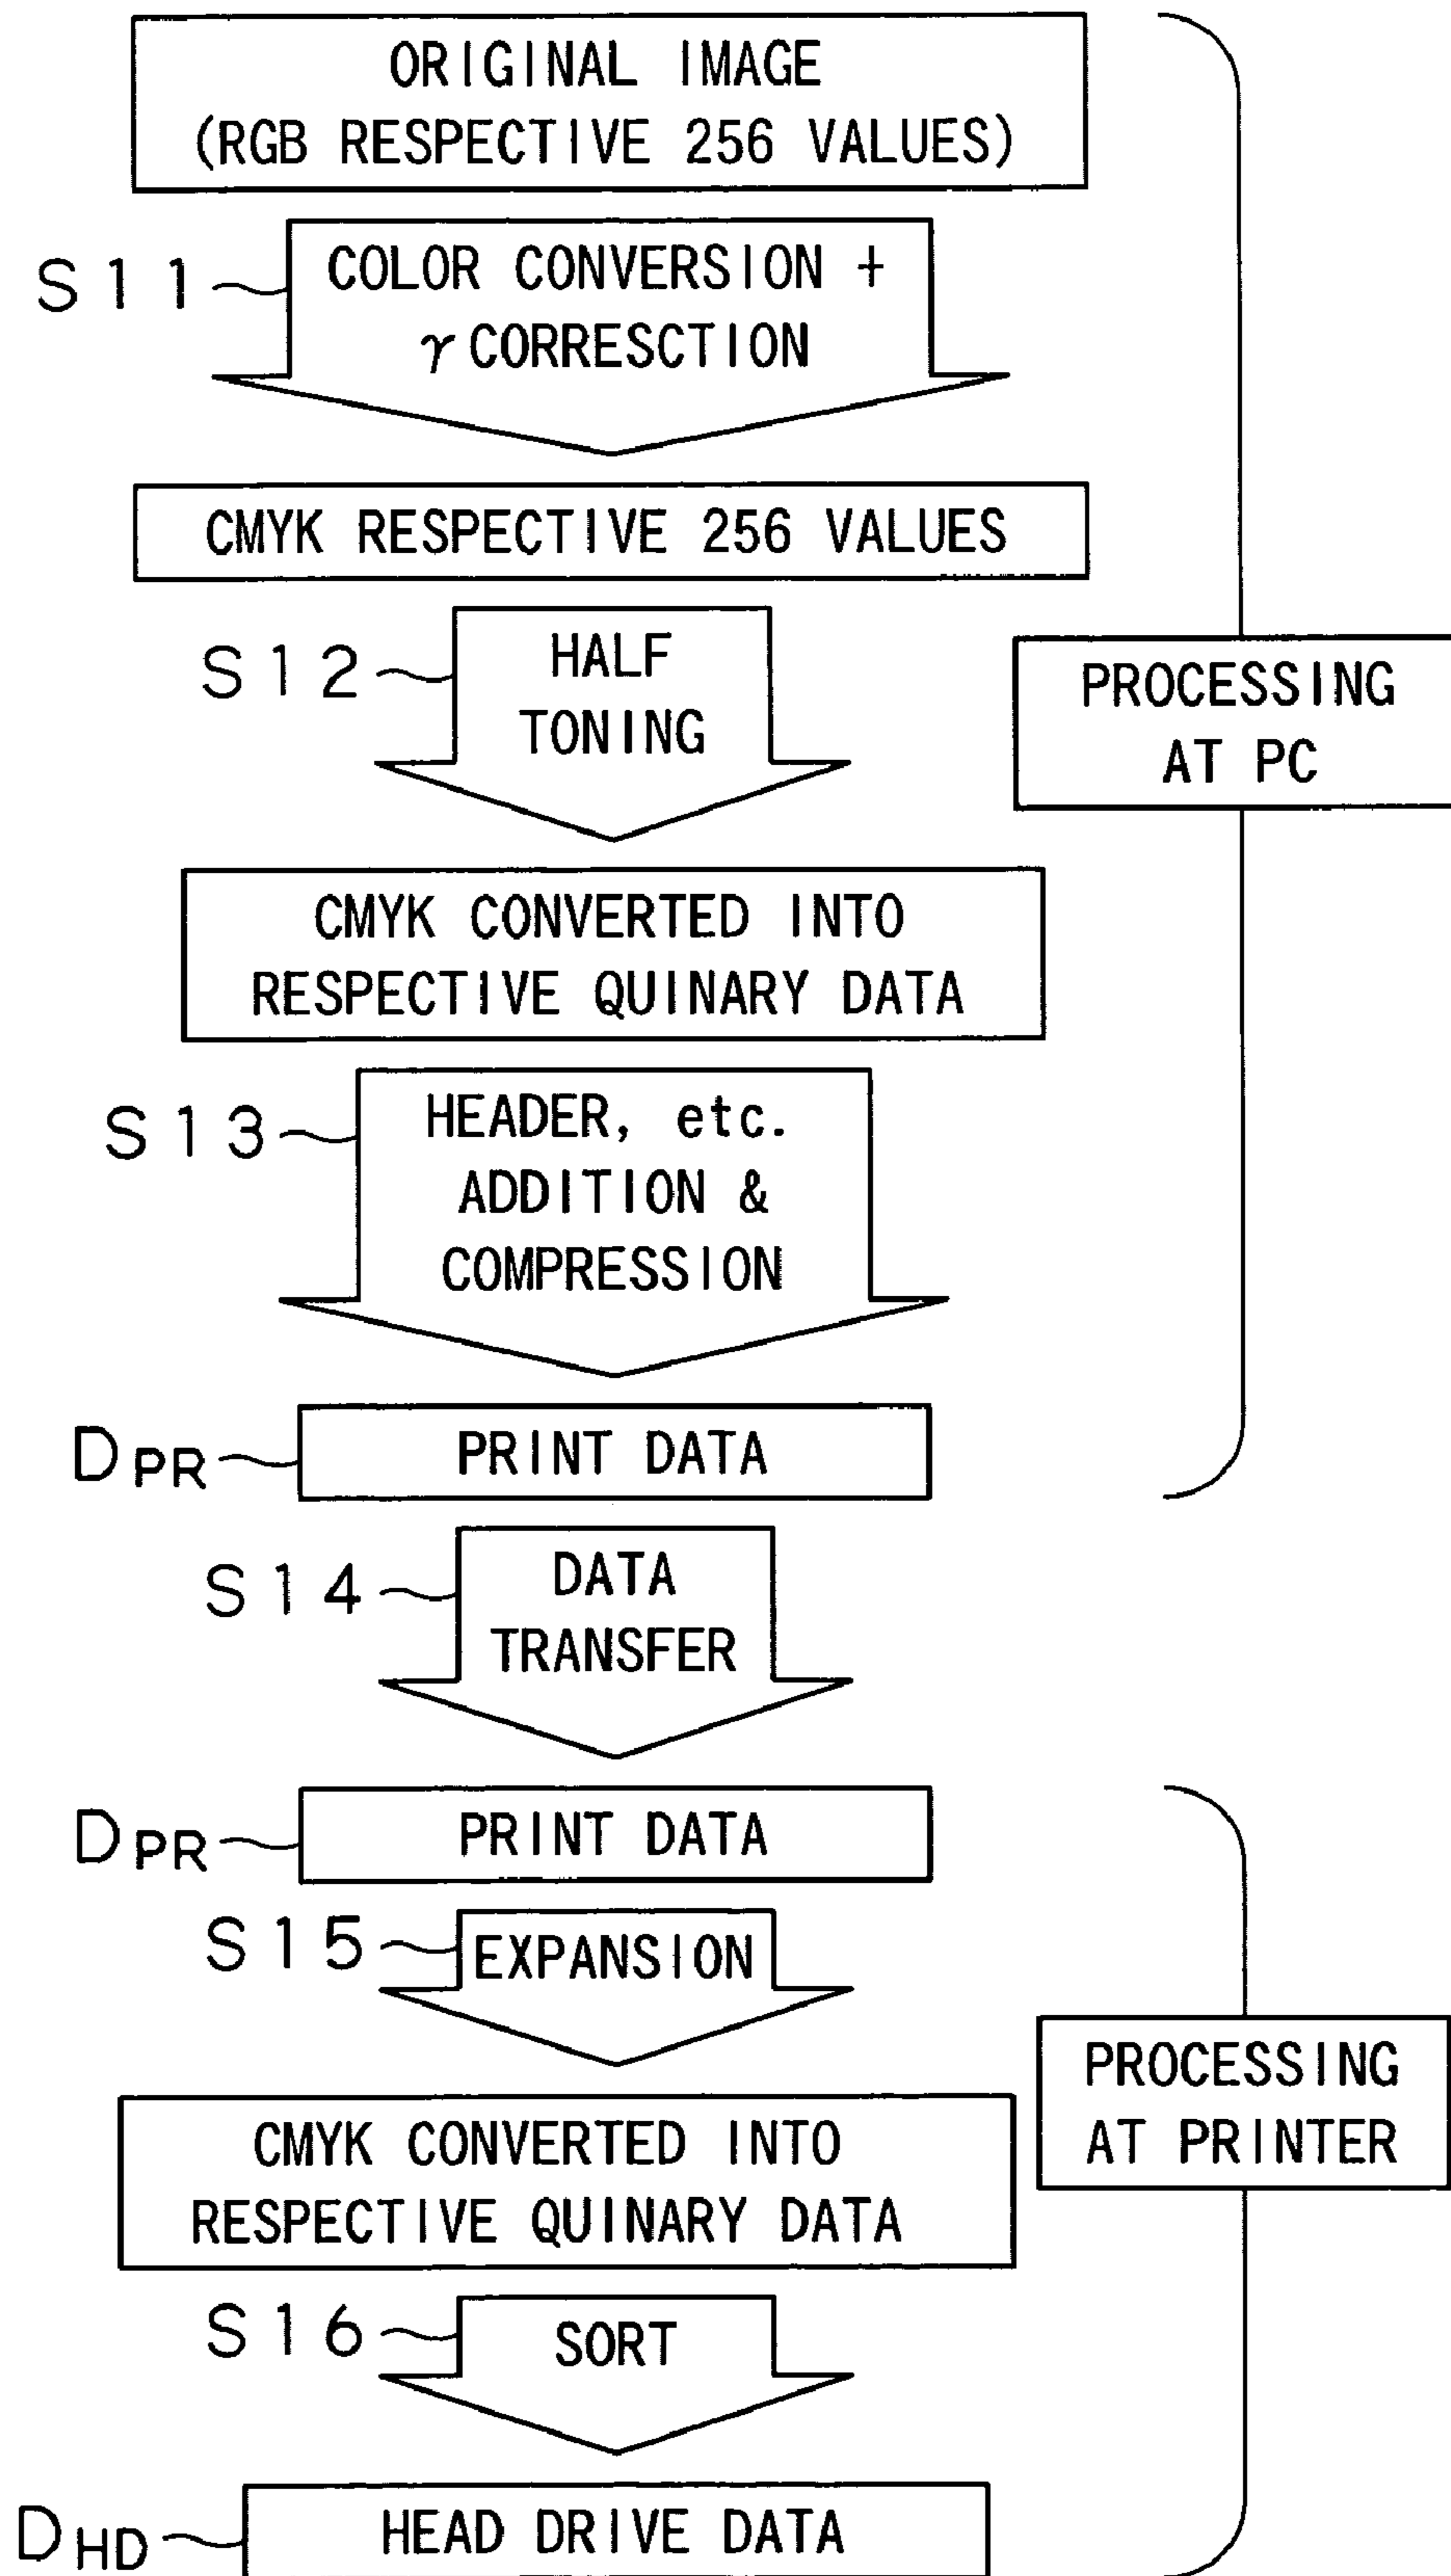 ORIGINAL IMAGE
(RGB RESPECTIVE 256 VALUES)
S11
COLOR CONVERSION +
γ CORRESCTION
CMYK RESPECTIVE 256 VALUES
S12
HALF
TONING
PROCESSING
AT PC
CMYK CONVERTED INTO
RESPECTIVE QUINARY DATA
S13
HEADER, etc.
ADDITION &
COMPRESSION
DPR
PRINT DATA
S14
DATA
TRANSFER
DPR
PRINT DATA
S15
EXPANSION
PROCESSING
AT PRINTER
CMYK CONVERTED INTO
RESPECTIVE QUINARY DATA
S16
SORT
DHD
HEAD DRIVE DATA